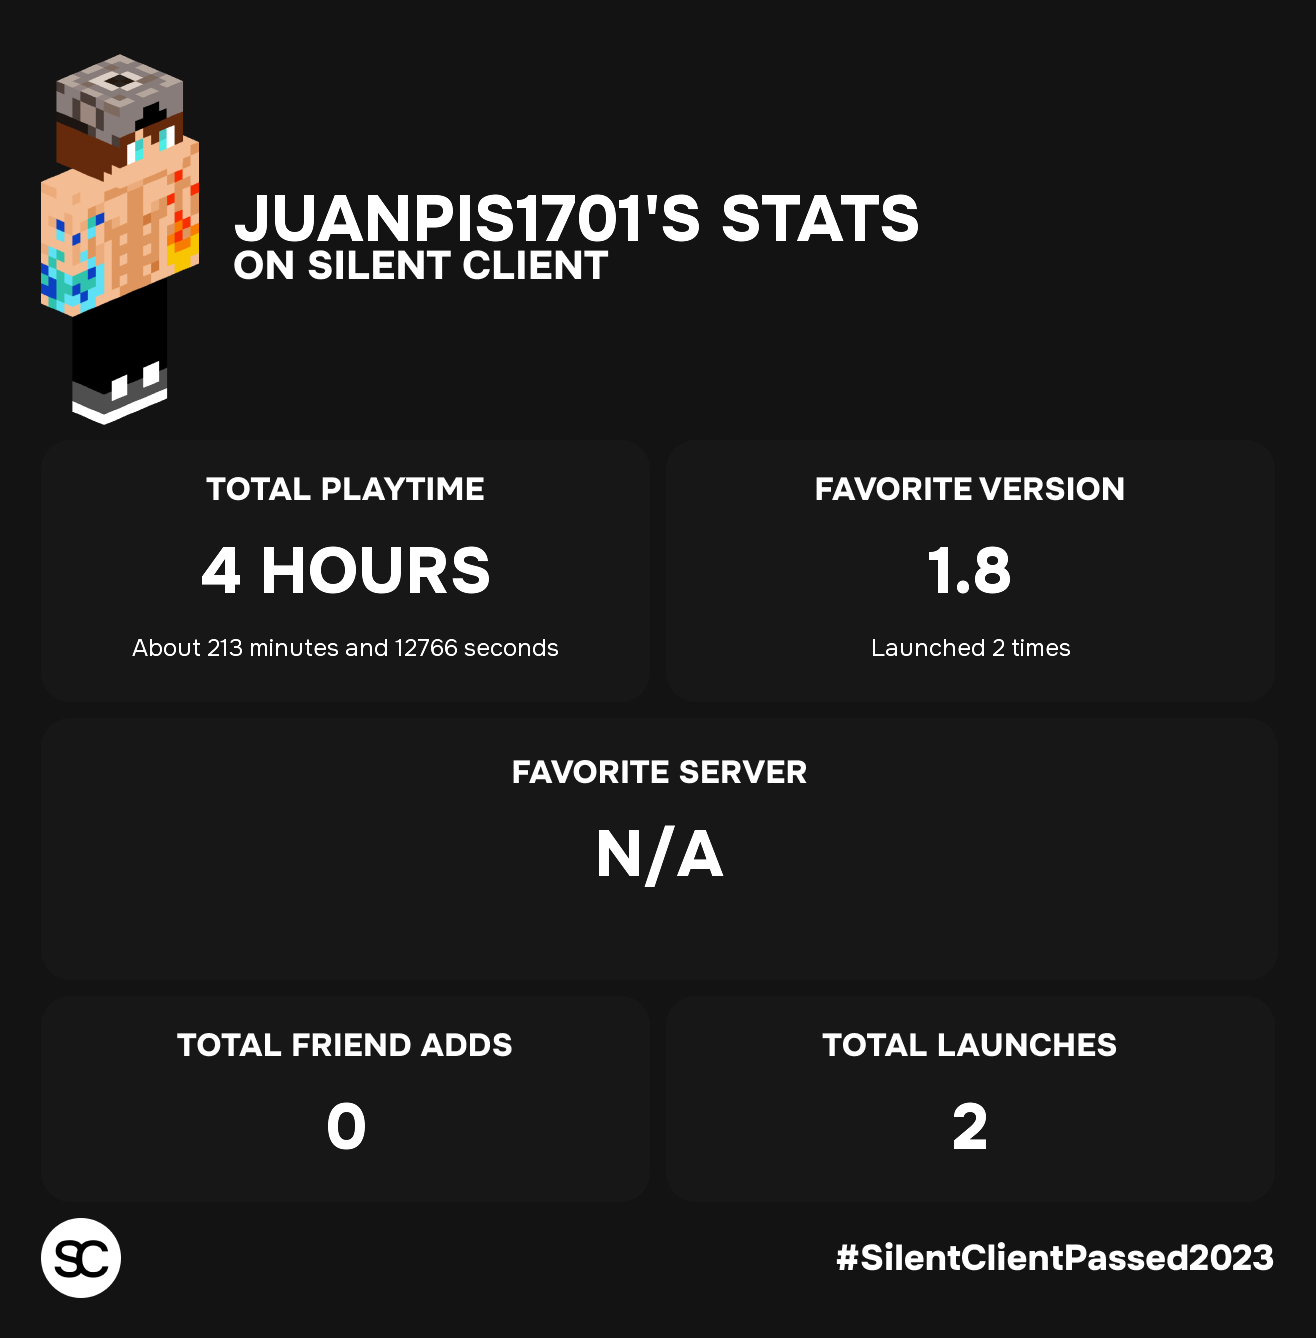 JUANPIS1701'S STATS
ON SILENT CLIENT
TOTAL PLAYTIME
4 HOURS
About 213 minutes and 12766 seconds
FAVORITE VERSION
1.8
Launched 2 times
FAVORITE SERVER
N/A
TOTAL FRIEND ADDS
0
TOTAL LAUNCHES
2
SC
#SilentClientPassed2023